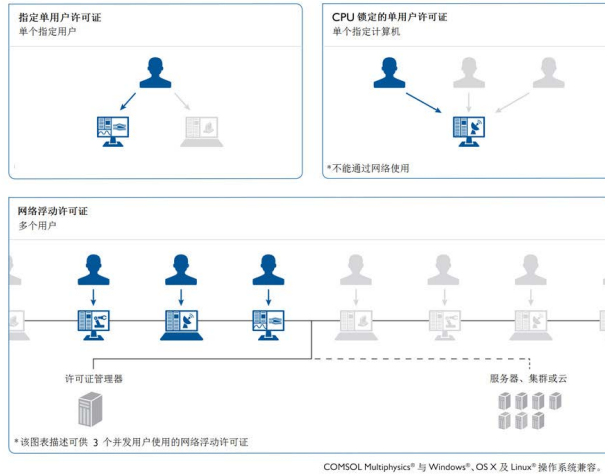 指定单用户许可证
单个指定用户
CPU 锁定的单用户许可证
单个指定计算机
*不能通过网络使用
网络浮动许可证
多个用户
许可证管理器
服务器、集群或云
*该图表描述可供 3 个并发用户使用的网络浮动许可证
COMSOL Multiphysics® 与 Windows®、OS X 及 Linux® 操作系统兼容。